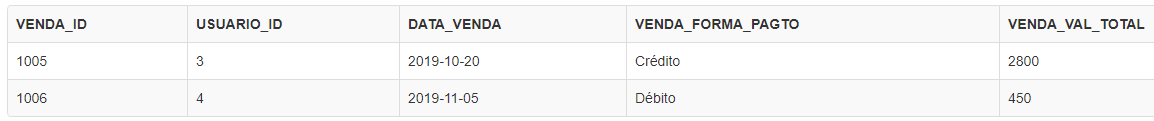 VENDA_ID USUARIO_ID DATA_VENDA VENDA_FORMA_PAGTO VENDA_VAL_TOTAL
1005 3 2019-10-20 Crédito 2800
1006 4 2019-11-05 Débito 450